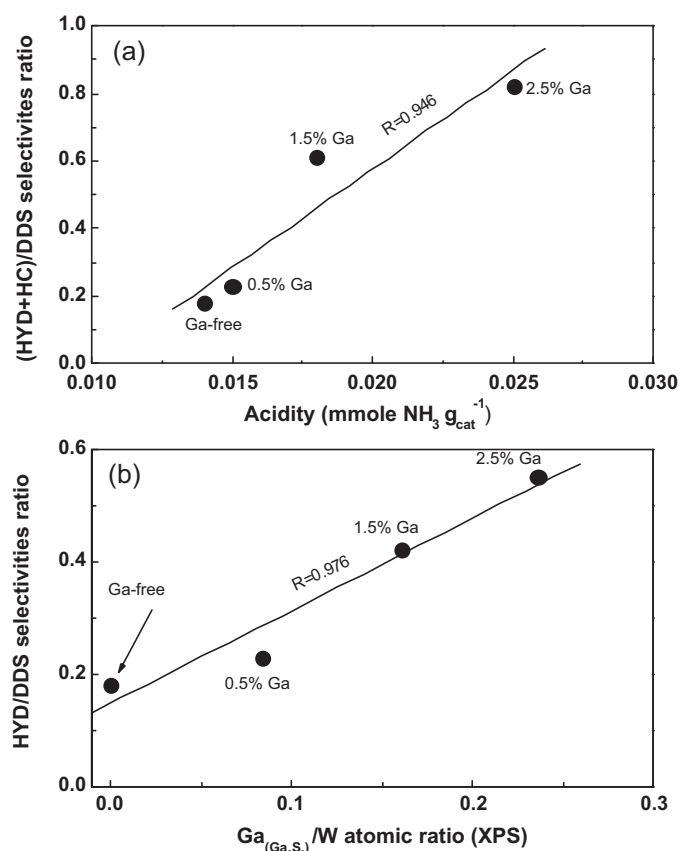 (a)
(HYD+HC)/DDS selectivites ratio
1.0
0.8
0.6
0.4
0.2
0.0
2.5% Ga
1.5% Ga
R=0.946
0.5% Ga
Ga-free
0.010 0.015 0.020 0.025 0.030
Acidity (mmole NH₃ g_cat⁻¹)
(b)
HYD/DDS selectivities ratio
0.6
0.4
0.2
0.0
2.5% Ga
1.5% Ga
R=0.976
Ga-free
0.5% Ga
0.0 0.1 0.2 0.3
Ga(Ga₂S₃)/W atomic ratio (XPS)